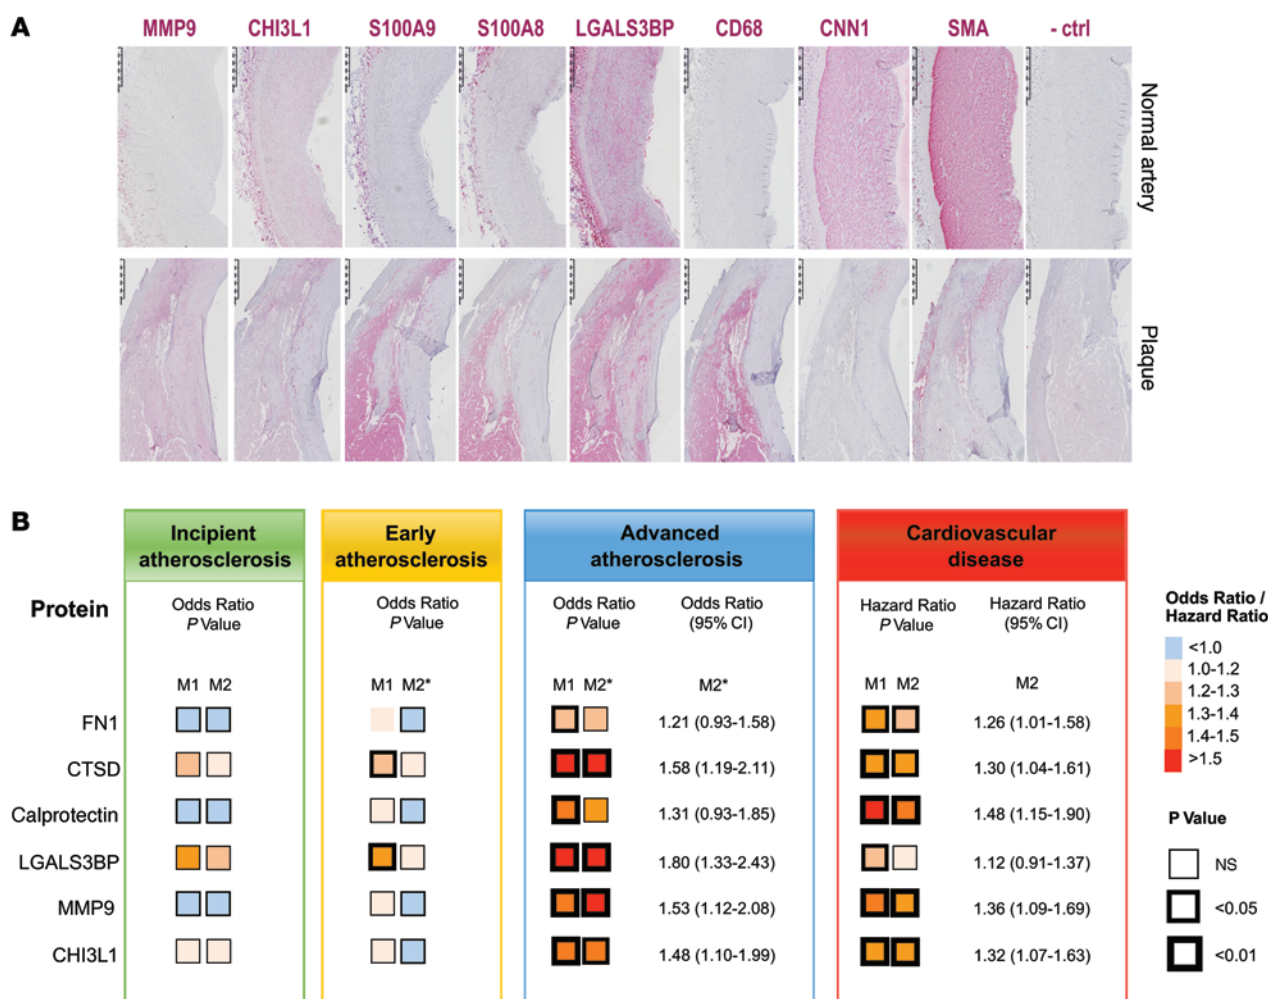 A
MMP9 CHI3L1 S100A9 S100A8 LGALS3BP CD68 CNN1 SMA - ctrl
Normal artery
Plaque
B
Incipient atherosclerosis
Early atherosclerosis
Advanced atherosclerosis
Cardiovascular disease
Protein
Odds Ratio P Value
Odds Ratio P Value
Odds Ratio P Value
Odds Ratio (95% CI)
Hazard Ratio P Value
Hazard Ratio (95% CI)
M1 M2 M1 M2* M1 M2* M2* M1 M2 M2
FN1 1.21 (0.93-1.58) 1.26 (1.01-1.58)
CTSD 1.58 (1.19-2.11) 1.30 (1.04-1.61)
Calprotectin 1.31 (0.93-1.85) 1.48 (1.15-1.90)
LGALS3BP 1.80 (1.33-2.43) 1.12 (0.91-1.37)
MMP9 1.53 (1.12-2.08) 1.36 (1.09-1.69)
CHI3L1 1.48 (1.10-1.99) 1.32 (1.07-1.63)
Odds Ratio /
Hazard Ratio
<1.0
1.0-1.2
1.2-1.3
1.3-1.4
1.4-1.5
>1.5
P Value
NS
<0.05
<0.01